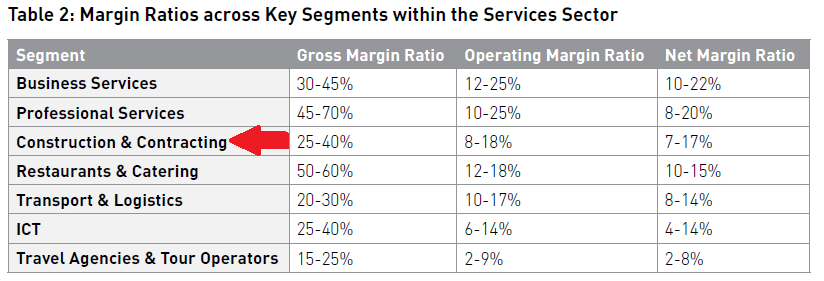 Table 2: Margin Ratios across Key Segments within the Services Sector
Segment Gross Margin Ratio Operating Margin Ratio Net Margin Ratio
Business Services 30-45% 12-25% 10-22%
Professional Services 45-70% 10-25% 8-20%
Construction & Contracting 25-40% 8-18% 7-17%
Restaurants & Catering 50-60% 12-18% 10-15%
Transport & Logistics 20-30% 10-17% 8-14%
ICT 25-40% 6-14% 4-14%
Travel Agencies & Tour Operators 15-25% 2-9% 2-8%